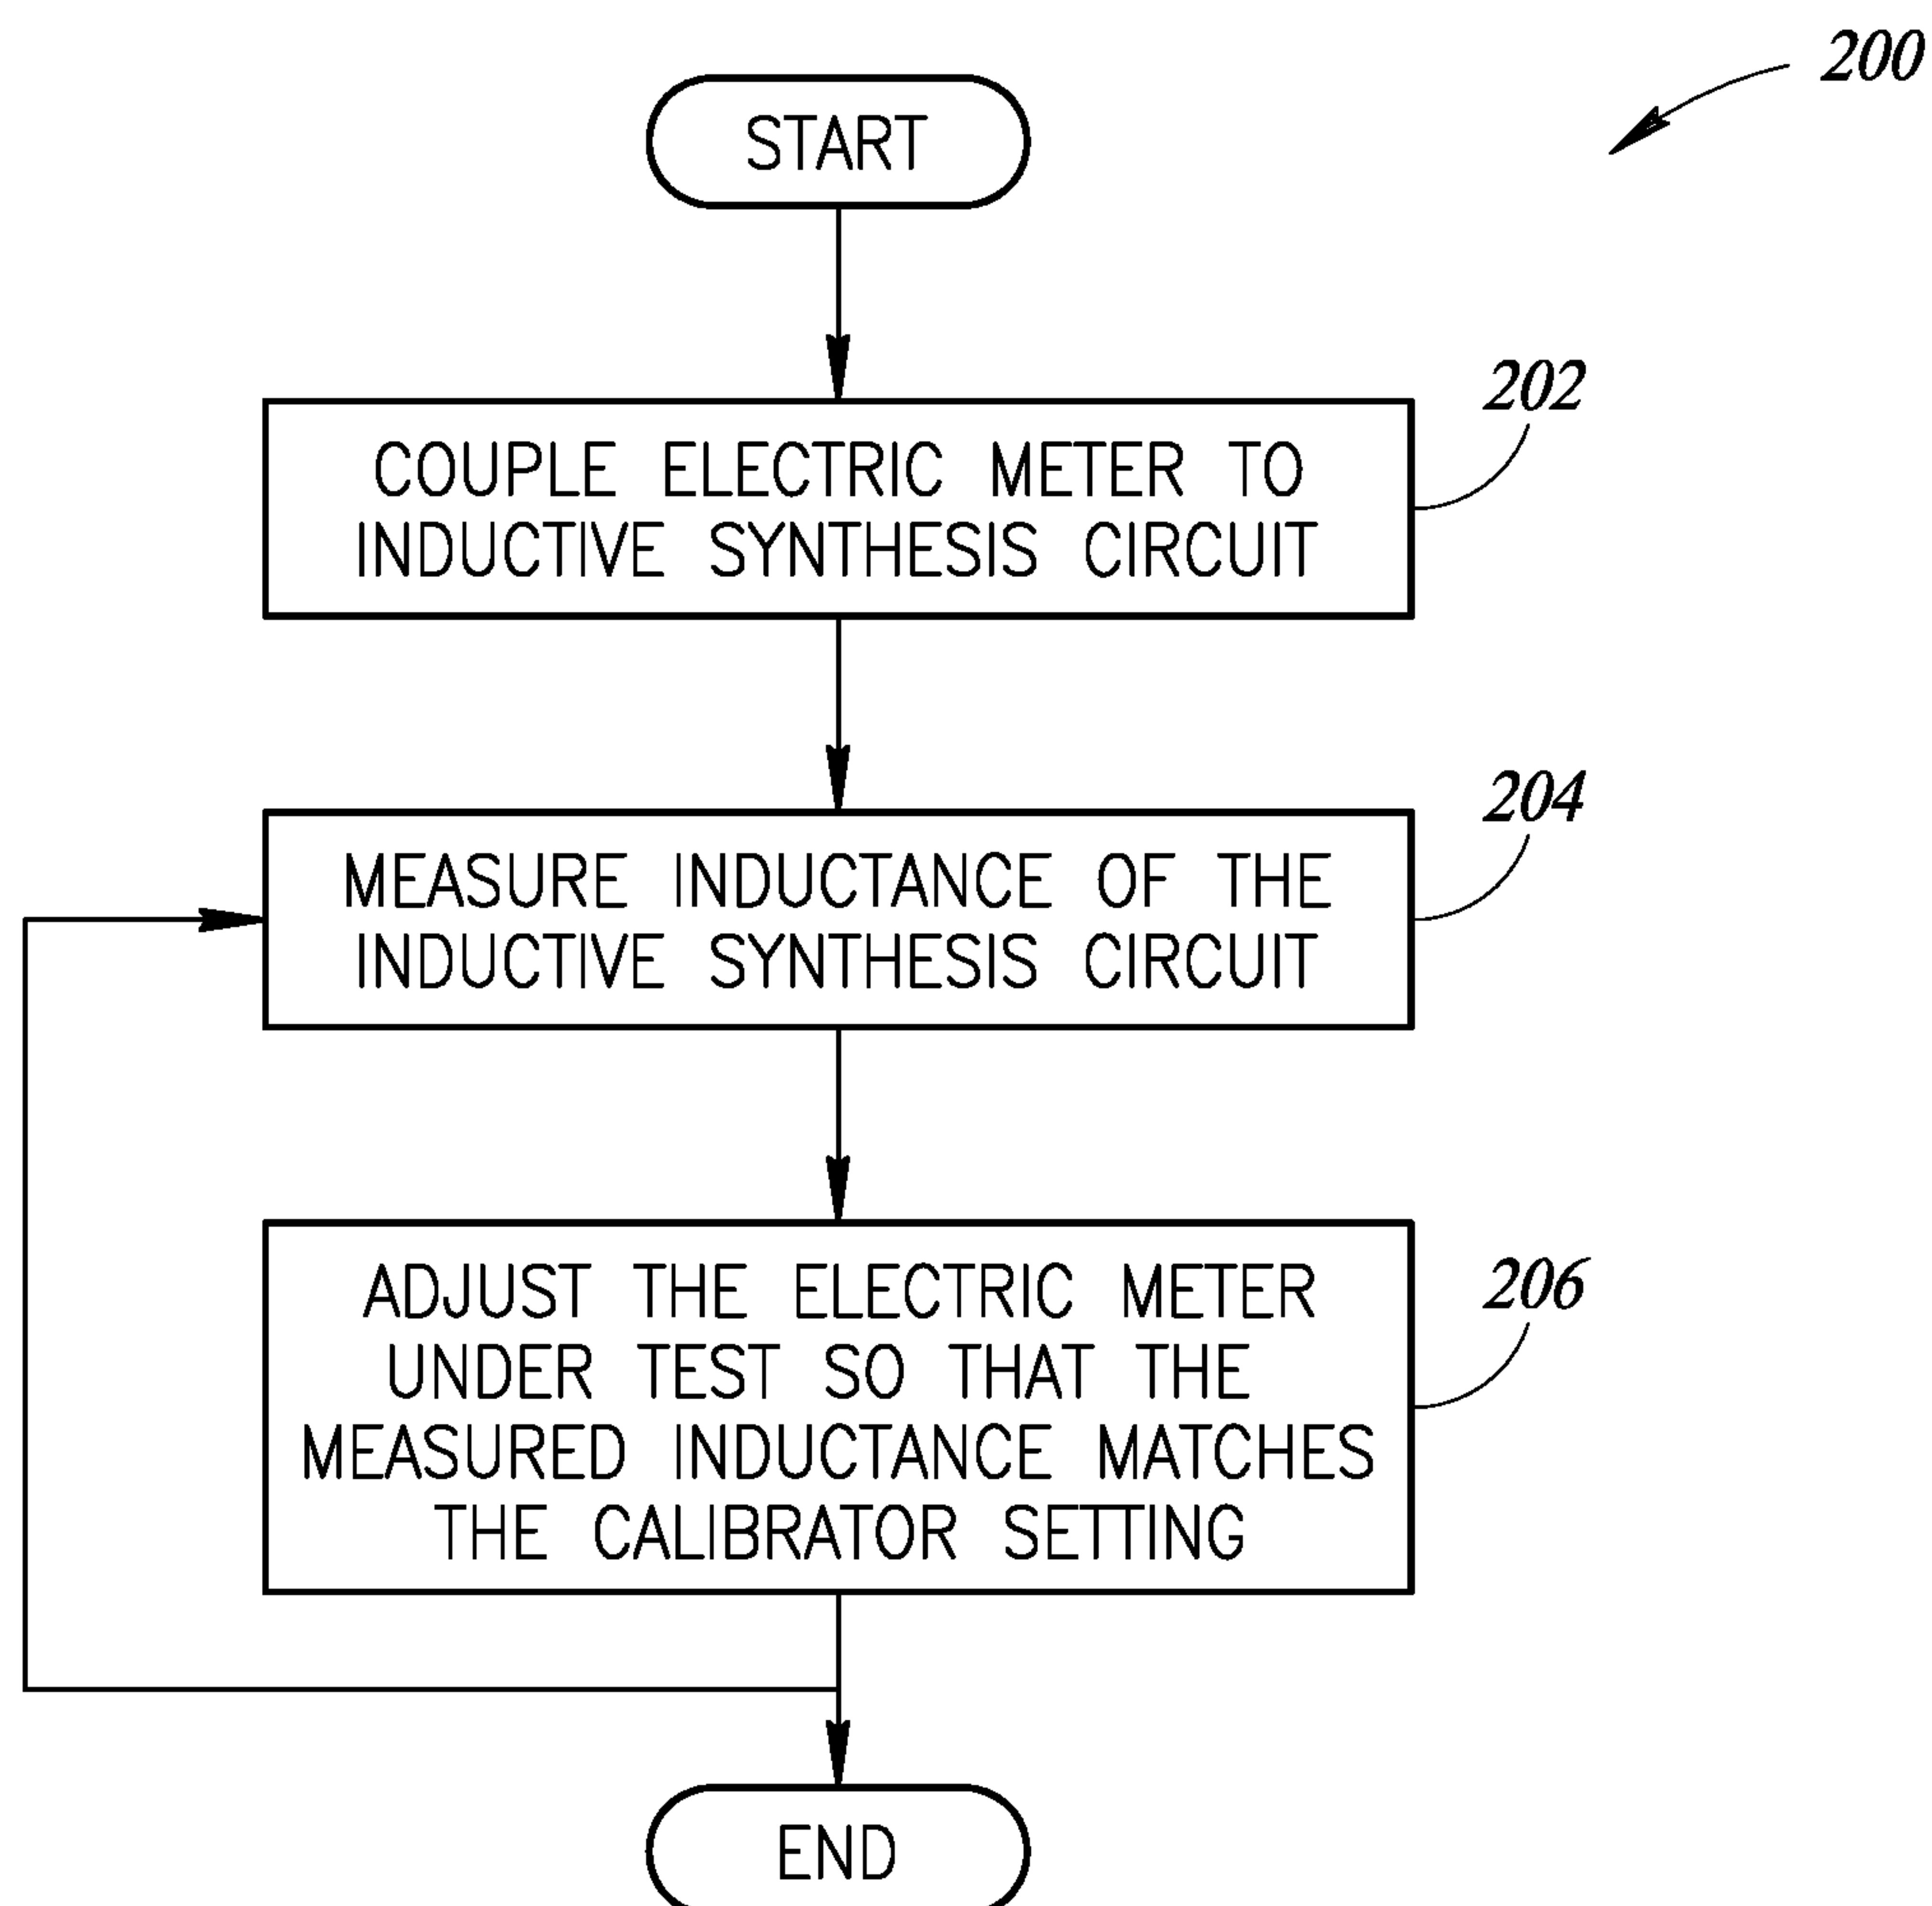 200
START
202
COUPLE ELECTRIC METER TO
INDUCTIVE SYNTHESIS CIRCUIT
204
MEASURE INDUCTANCE OF THE
INDUCTIVE SYNTHESIS CIRCUIT
206
ADJUST THE ELECTRIC METER
UNDER TEST SO THAT THE
MEASURED INDUCTANCE MATCHES
THE CALIBRATOR SETTING
END